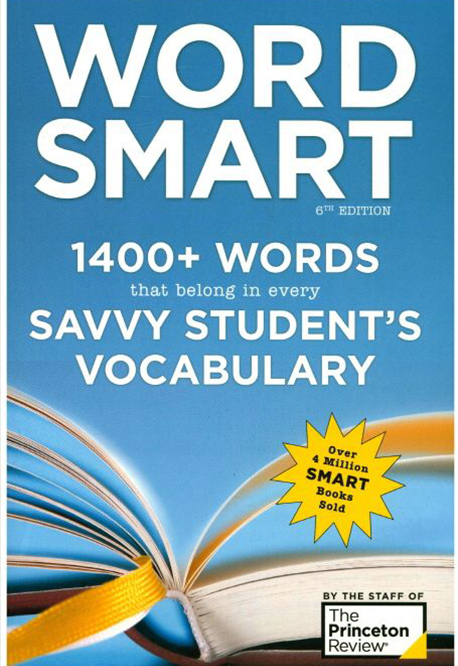 WORD
SMART
6TH EDITION
1400+ WORDS
that belong in every
SAVVY STUDENT'S
VOCABULARY
Over
4 Million
SMART
Books
Sold
BY THE STAFF OF
The
Princeton
Review®